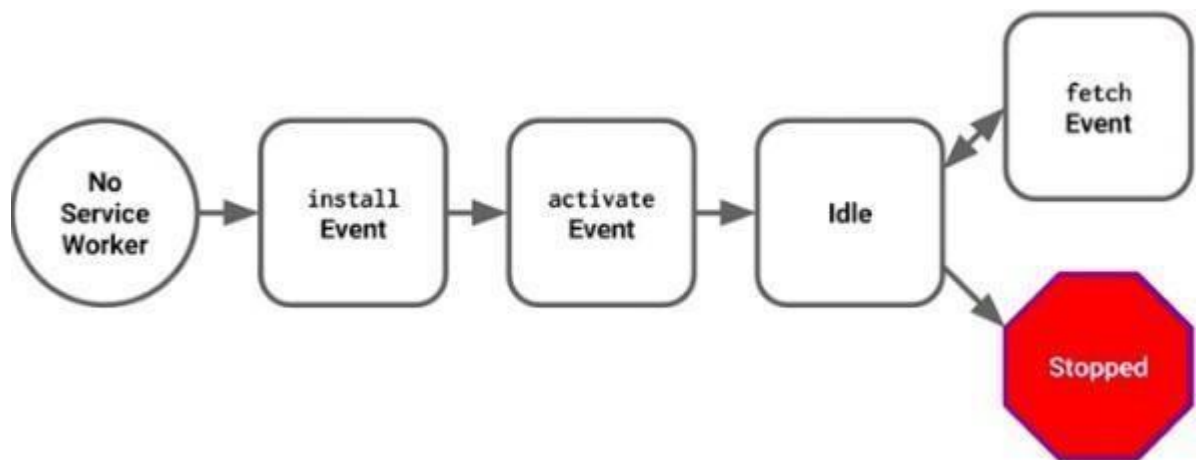 No
Service
Worker
install
Event
activate
Event
Idle
fetch
Event
Stopped